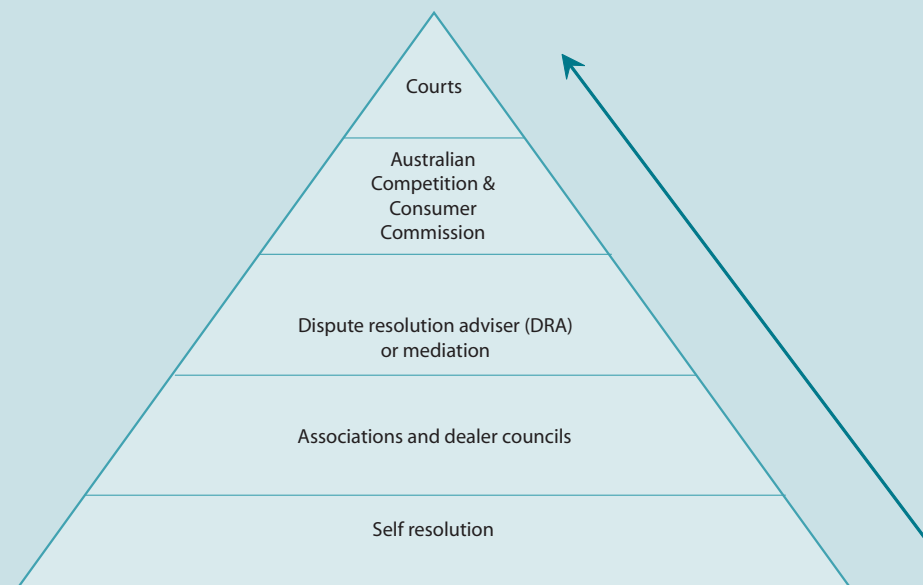 Courts
Australian
Competition &
Consumer
Commission
Dispute resolution adviser (DRA)
or mediation
Associations and dealer councils
Self resolution